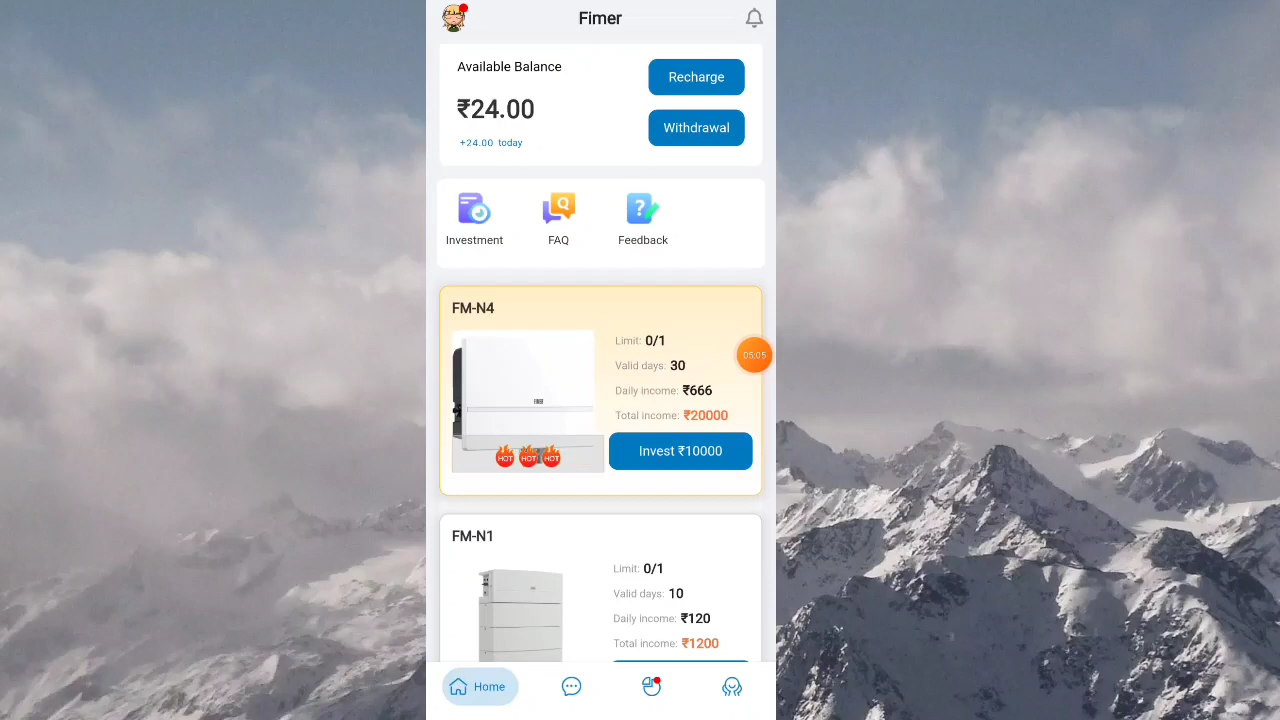 Fimer
Available Balance
₹24.00
+24.00 today
Recharge
Withdrawal
Investment
FAQ
Feedback
FM-N4
FIMER
HOT HOT HOT
Limit: 0/1
Valid days: 30
Daily income: ₹666
Total income: ₹20000
Invest ₹10000
05:05
FM-N1
Limit: 0/1
Valid days: 10
Daily income: ₹120
Total income: ₹1200
Home